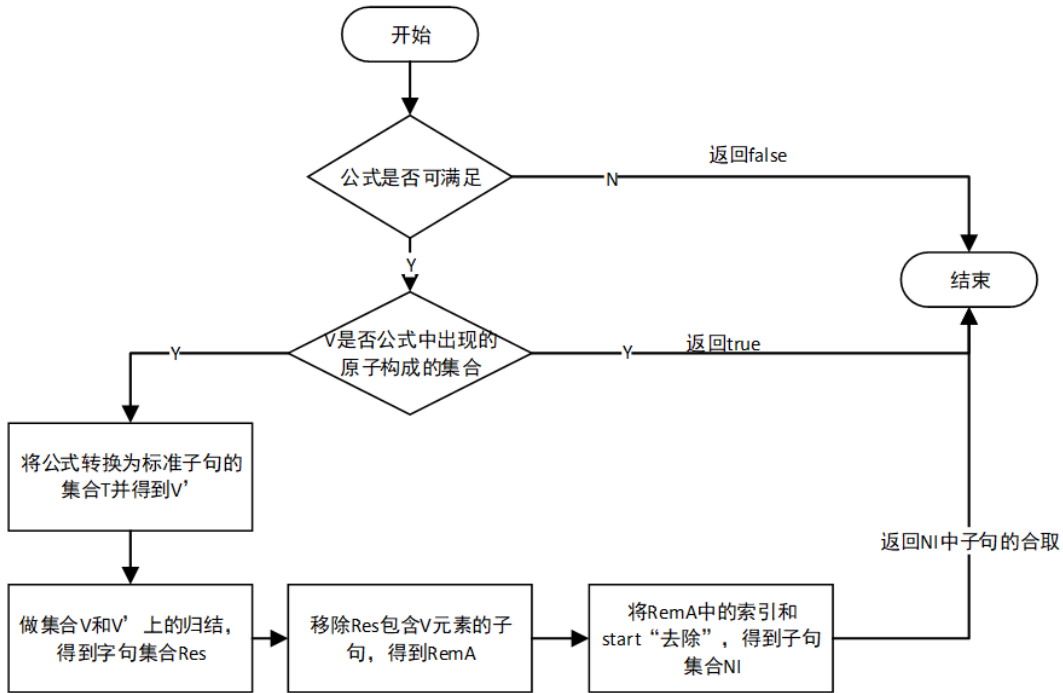 开始
公式是否可满足
N
返回false
Y
结束
V是否公式中出现的
原子构成的集合
Y
Y
返回true
将公式转换为标准子句的
集合T并得到V’
返回NI中子句的合取
做集合V和V’上的归结，
得到字句集合Res
移除Res包含V元素的子
句，得到RemA
将RemA中的索引和
start“去除”，得到子句
集合NI